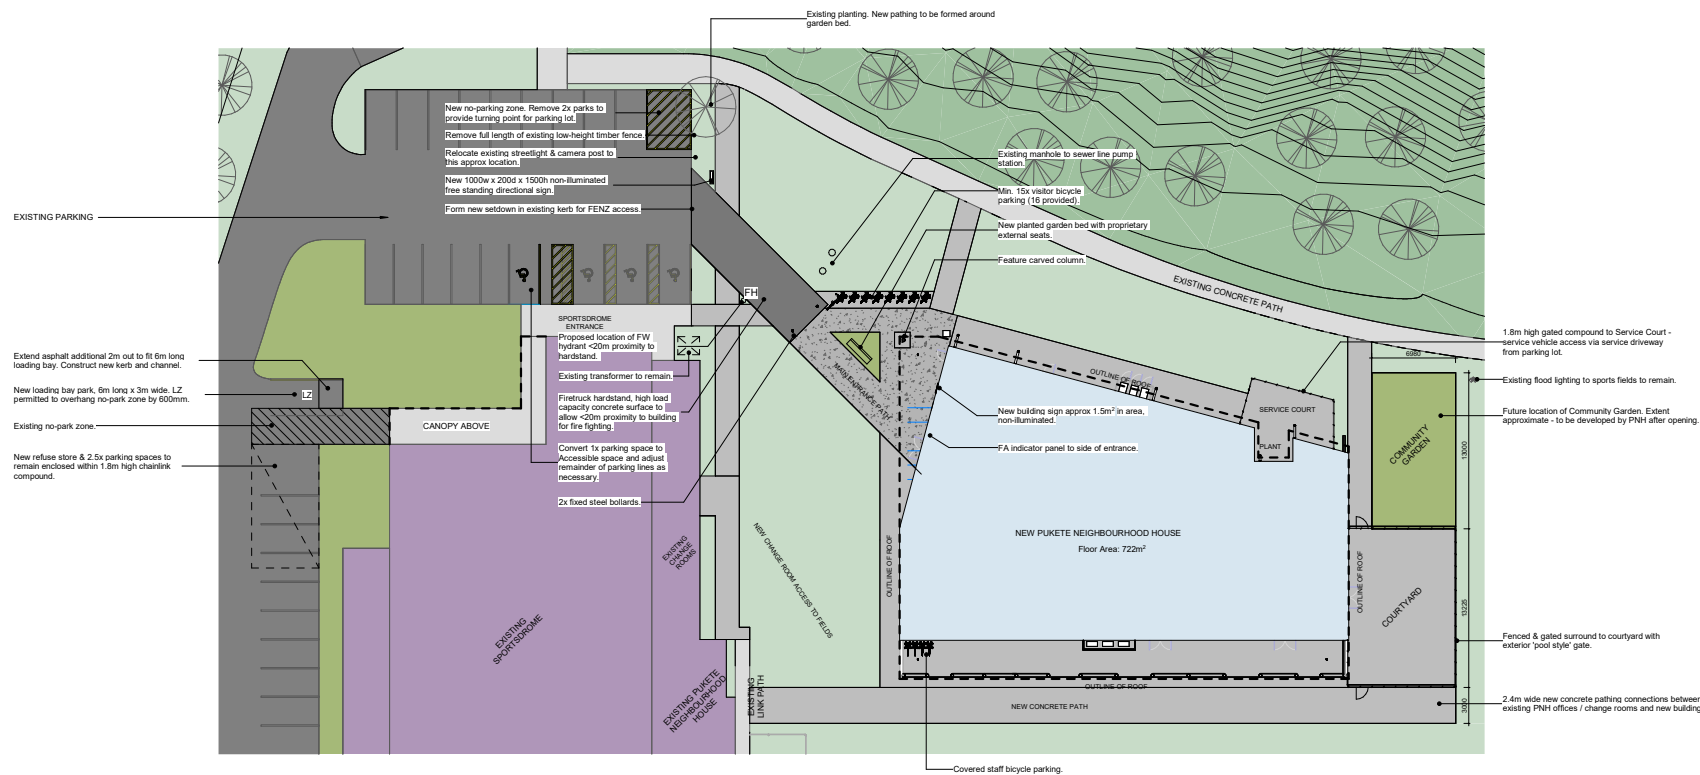 Existing planting. New pathing to be formed around
garden bed.
New no-parking zone. Remove 2x parks to
provide turning point for parking lot.
Remove full length of existing low-height timber fence.
Relocate existing streetlight & camera post to
this approx location.
New 1000w x 200d x 1500h non-illuminated
free standing directional sign.
Form new setdown in existing kerb for FENZ access.
EXISTING PARKING
Existing manhole to sewer line pump
station.
Min. 15x visitor bicycle
parking (16 provided).
New planted garden bed with proprietary
external seats.
Feature carved column.
EXISTING CONCRETE PATH
FH
SPORTSDROME
ENTRANCE
Proposed location of FW
hydrant <20m proximity to
hardstand.
Existing transformer to remain.
Firetruck hardstand, high load
capacity concrete surface to
allow <20m proximity to building
for fire fighting.
Convert 1x parking space to
Accessible space and adjust
remainder of parking lines as
necessary.
2x fixed steel bollards.
Extend asphalt additional 2m out to fit 6m long
loading bay. Construct new kerb and channel.
New loading bay park, 6m long x 3m wide. LZ
permitted to overhang no-park zone by 600mm.
Existing no-park zone.
New refuse store & 2.5x parking spaces to
remain enclosed within 1.8m high chainlink
compound.
LZ
CANOPY ABOVE
MAIN ENTRANCE PATH
OUTLINE OF ROOF
New building sign approx 1.5m² in area,
non-illuminated.
FA indicator panel to side of entrance.
SERVICE COURT
PLANT
1.8m high gated compound to Service Court -
service vehicle access via service driveway
from parking lot.
6980
Existing flood lighting to sports fields to remain.
Future location of Community Garden. Extent
approximate - to be developed by PNH after opening.
COMMUNITY
GARDEN
13000
NEW PUKETE NEIGHBOURHOOD HOUSE
Floor Area: 722m²
EXISTING
CHANGE
ROOMS
NEW CHANGE ROOM ACCESS TO FIELDS
OUTLINE OF ROOF
OUTLINE OF ROOF
COURTYARD
13225
EXISTING
SPORTSDROME
EXISTING PUKETE
NEIGHBOURHOOD
HOUSE
EXISTING
LINK PATH
Fenced & gated surround to courtyard with
exterior 'pool style' gate.
OUTLINE OF ROOF
NEW CONCRETE PATH
3000
2.4m wide new concrete pathing connections between
existing PNH offices / change rooms and new building
Covered staff bicycle parking.